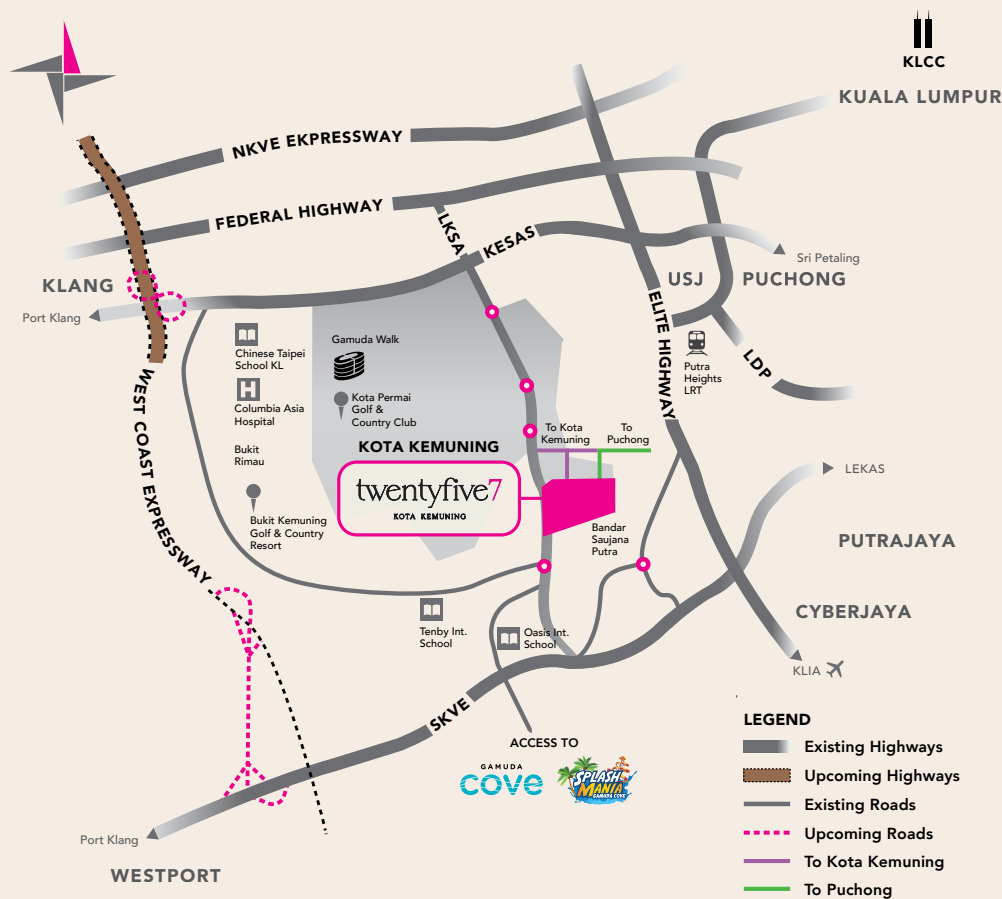 KLCC
KUALA LUMPUR
NKVE EKPRESSWAY
FEDERAL HIGHWAY
LKSA
KESAS
Sri Petaling
KLANG
USJ
PUCHONG
Port Klang
ELITE HIGHWAY
Chinese Taipei
School KL
Gamuda Walk
Putra
Heights
LRT
LDP
H
Columbia Asia
Hospital
Kota Permai
Golf &
Country Club
WEST COAST EXPRESSWAY
To Kota
Kemuning
To
Puchong
Bukit
Rimau
KOTA KEMUNING
LEKAS
twentyfive7
KOTA KEMUNING
Bukit Kemuning
Golf & Country
Resort
Bandar
Saujana
Putra
PUTRAJAYA
CYBERJAYA
Tenby Int.
School
Oasis Int.
School
KLIA
SKVE
ACCESS TO
GAMUDA
cove
SPLASH
MANIA
GAMUDA COVE
Port Klang
WESTPORT
LEGEND
Existing Highways
Upcoming Highways
Existing Roads
Upcoming Roads
To Kota Kemuning
To Puchong